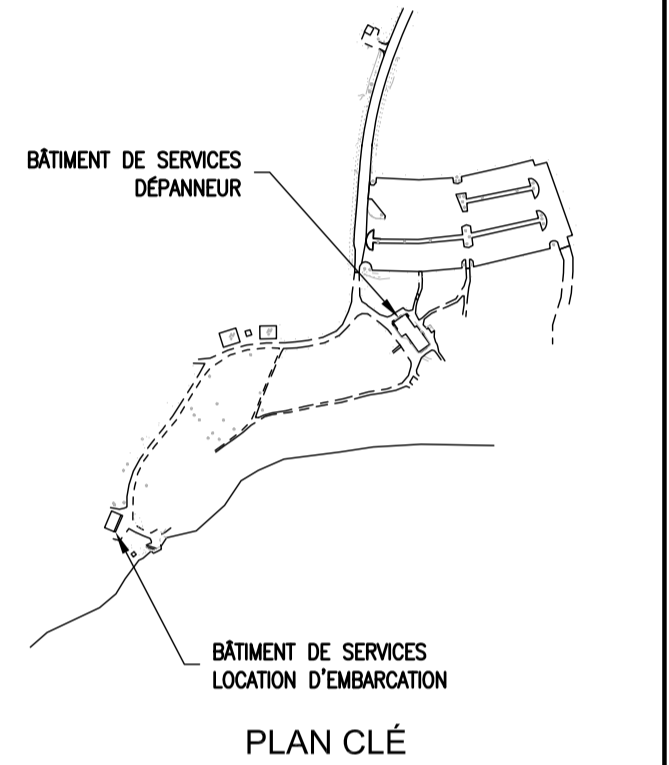 BÂTIMENT DE SERVICES
DÉPANNEUR
BÂTIMENT DE SERVICES
LOCATION D'EMBARCATION
PLAN CLÉ